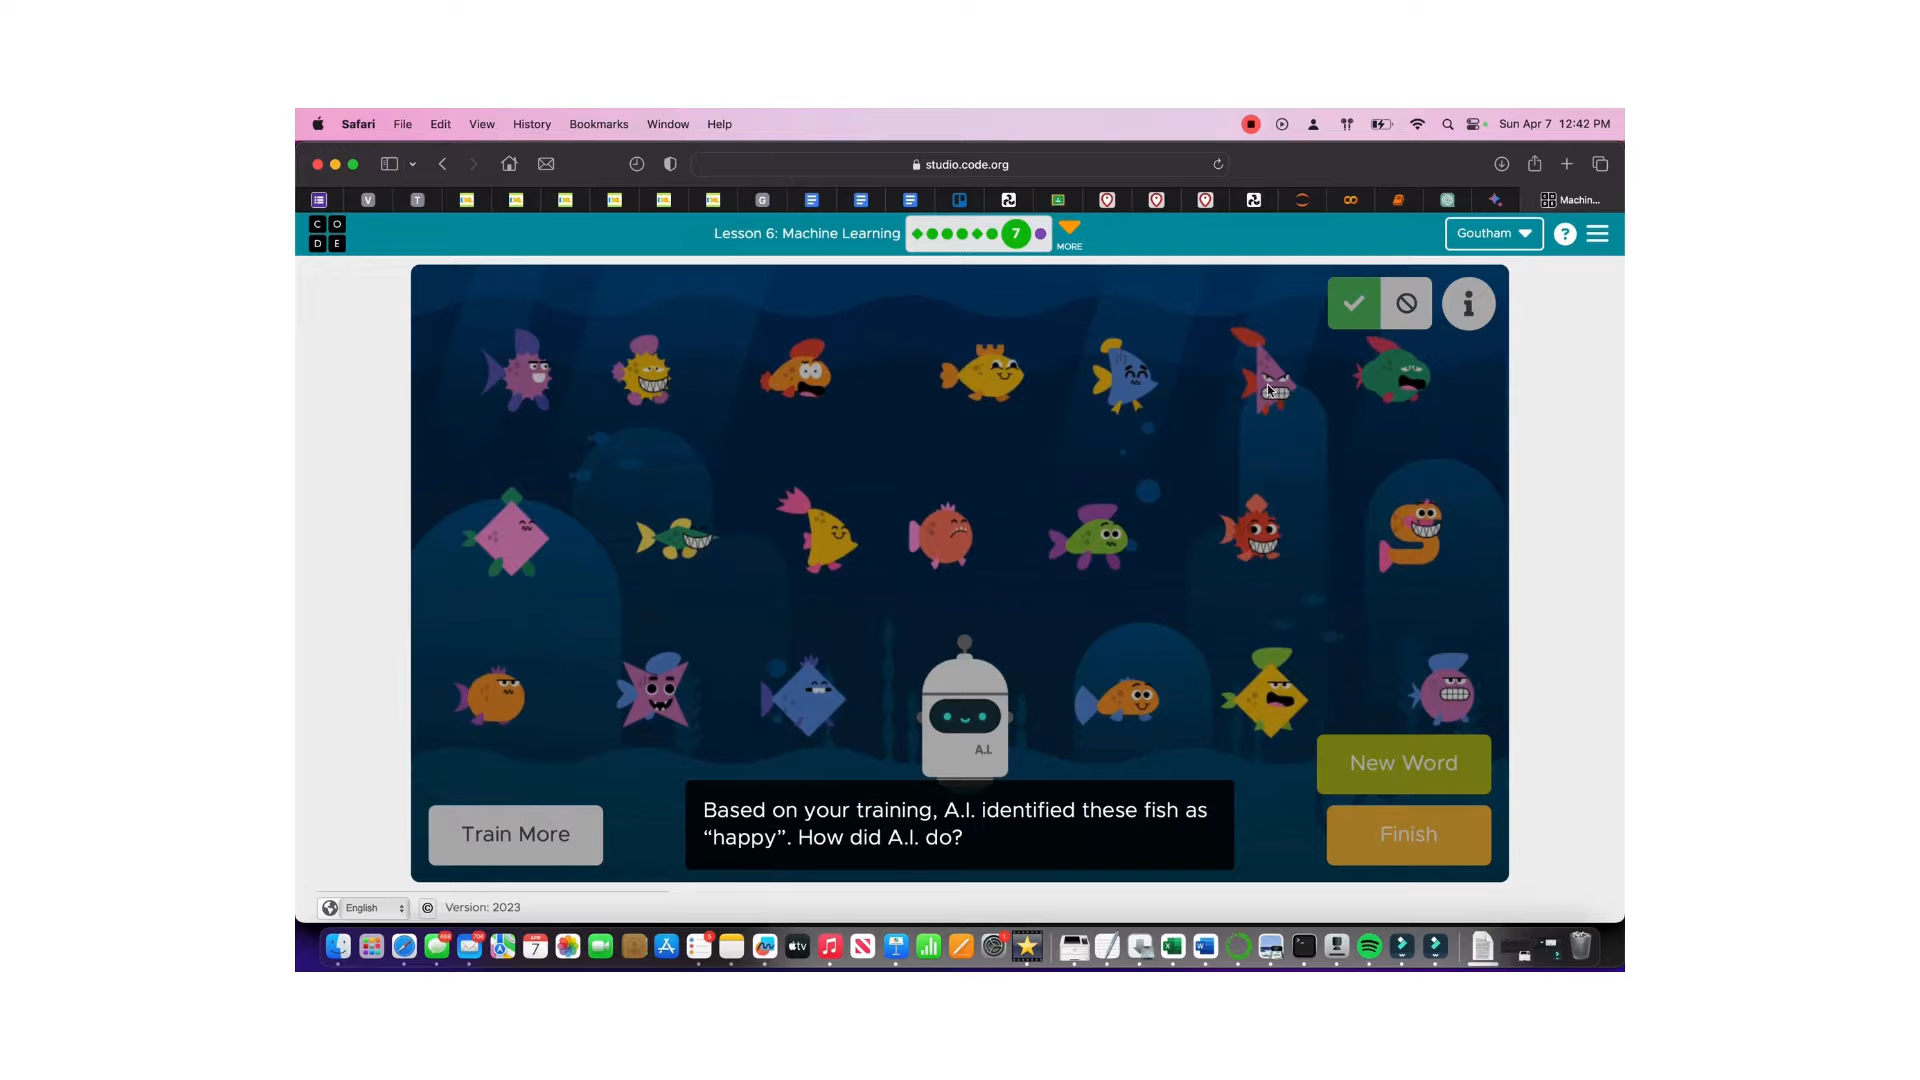 Safari File Edit View History Bookmarks Window Help Sun Apr 7 12:42 PM
studio.code.org
V T G Machin...
C O
D E
Lesson 6: Machine Learning 7 MORE Goutham ?
Train More
A.I.
Based on your training, A.I. identified these fish as
“happy”. How did A.I. do?
New Word
Finish
English © Version: 2023